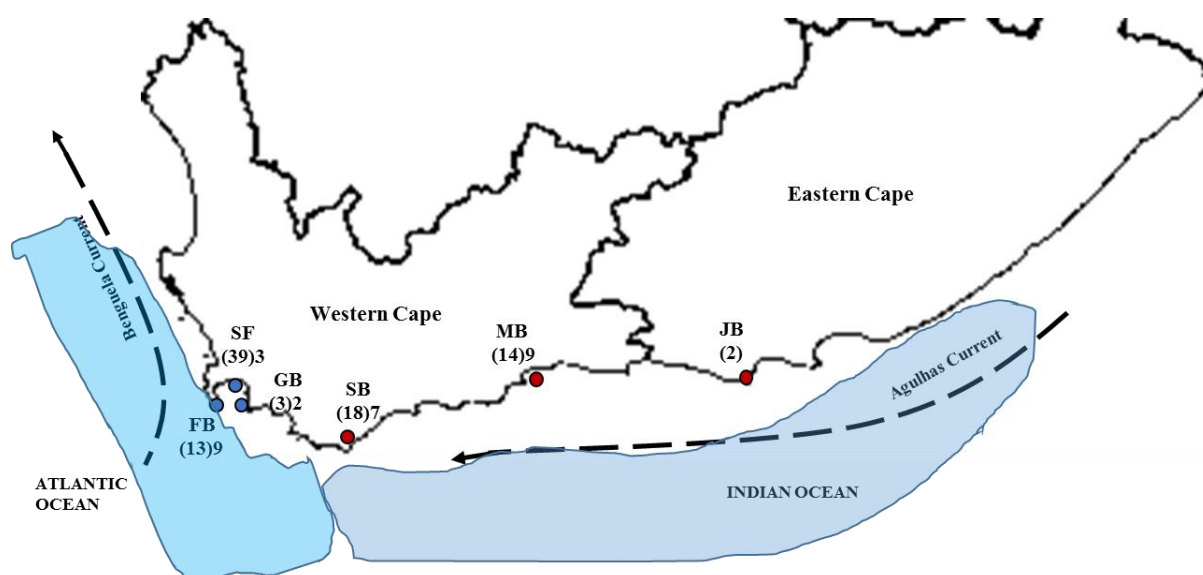 Eastern Cape
Benguela Current
Western Cape
SF
(39)3
GB
(3)2
FB
(13)9
SB
(18)7
MB
(14)9
JB
(2)
Agulhas Current
ATLANTIC
OCEAN
INDIAN OCEAN